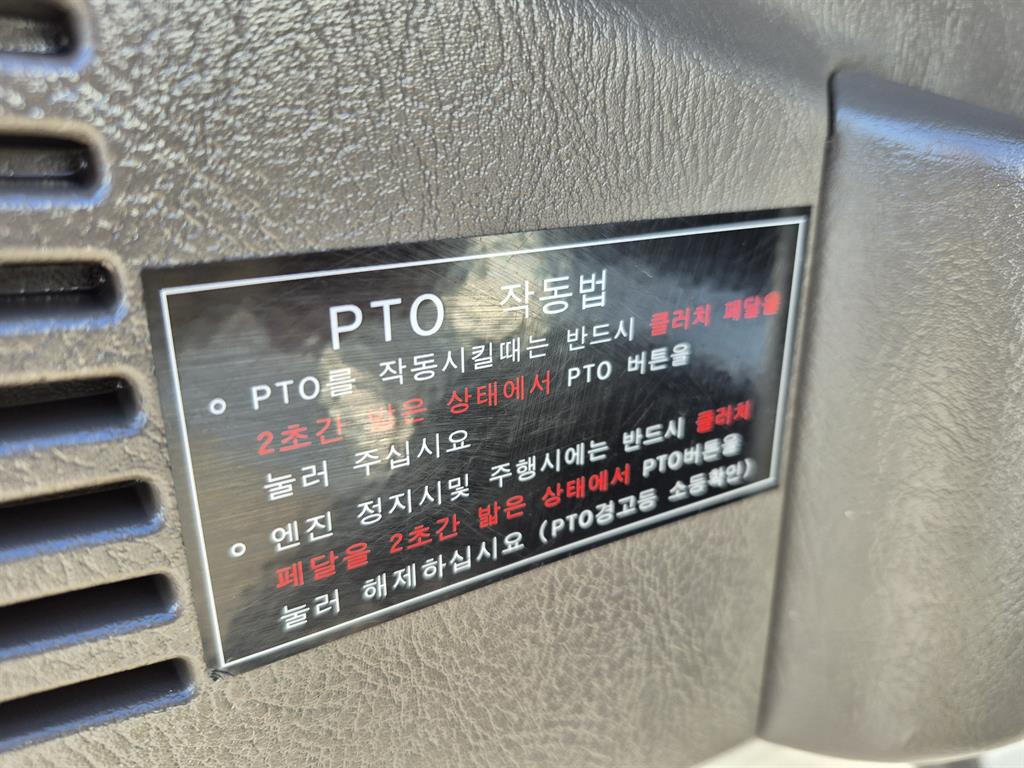 PTO 작동법
o PTO를 작동시킬때는 반드시 클러치 페달을
2초간 밟은 상태에서 PTO 버튼을
눌러 주십시요
o 엔진 정지시및 주행시에는 반드시 클러치
페달을 2초간 밟은 상태에서 PTO버튼을
눌러 해제하십시요 (PTO경고등 소등확인)